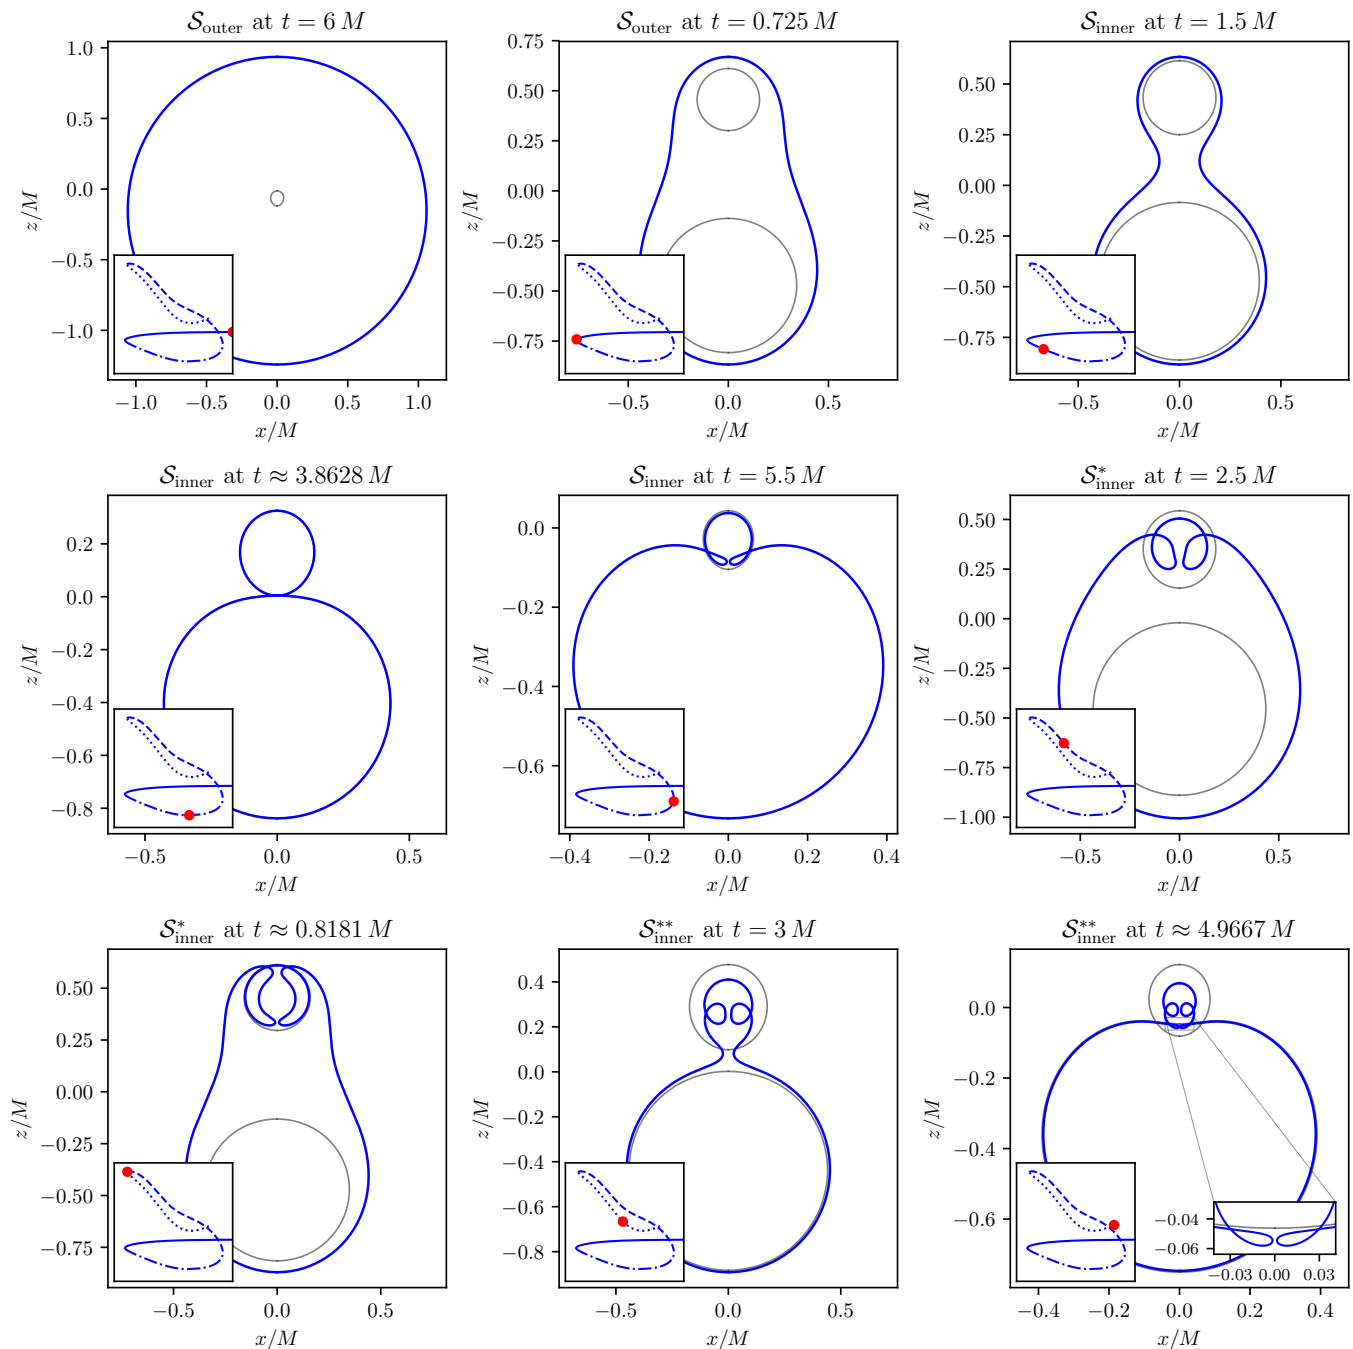 𝒮outer at t = 6 M
1.0
0.5
0.0
−0.5
−1.0
z/M
−1.0 −0.5 0.0 0.5 1.0
x/M
𝒮outer at t = 0.725 M
0.75
0.50
0.25
0.00
−0.25
−0.50
−0.75
z/M
−0.5 0.0 0.5
x/M
𝒮inner at t = 1.5 M
0.50
0.25
0.00
−0.25
−0.50
−0.75
z/M
−0.5 0.0 0.5
x/M
𝒮inner at t ≈ 3.8628 M
0.2
0.0
−0.2
−0.4
−0.6
−0.8
z/M
−0.5 0.0 0.5
x/M
𝒮inner at t = 5.5 M
0.0
−0.2
−0.4
−0.6
z/M
−0.4 −0.2 0.0 0.2 0.4
x/M
𝒮*inner at t = 2.5 M
0.50
0.25
0.00
−0.25
−0.50
−0.75
−1.00
z/M
−0.5 0.0 0.5
x/M
𝒮*inner at t ≈ 0.8181 M
0.50
0.25
0.00
−0.25
−0.50
−0.75
z/M
−0.5 0.0 0.5
x/M
𝒮**inner at t = 3 M
0.4
0.2
0.0
−0.2
−0.4
−0.6
−0.8
z/M
−0.5 0.0 0.5
x/M
𝒮**inner at t ≈ 4.9667 M
0.0
−0.2
−0.4
−0.6
z/M
−0.04
−0.06
−0.03 0.00 0.03
−0.4 −0.2 0.0 0.2 0.4
x/M